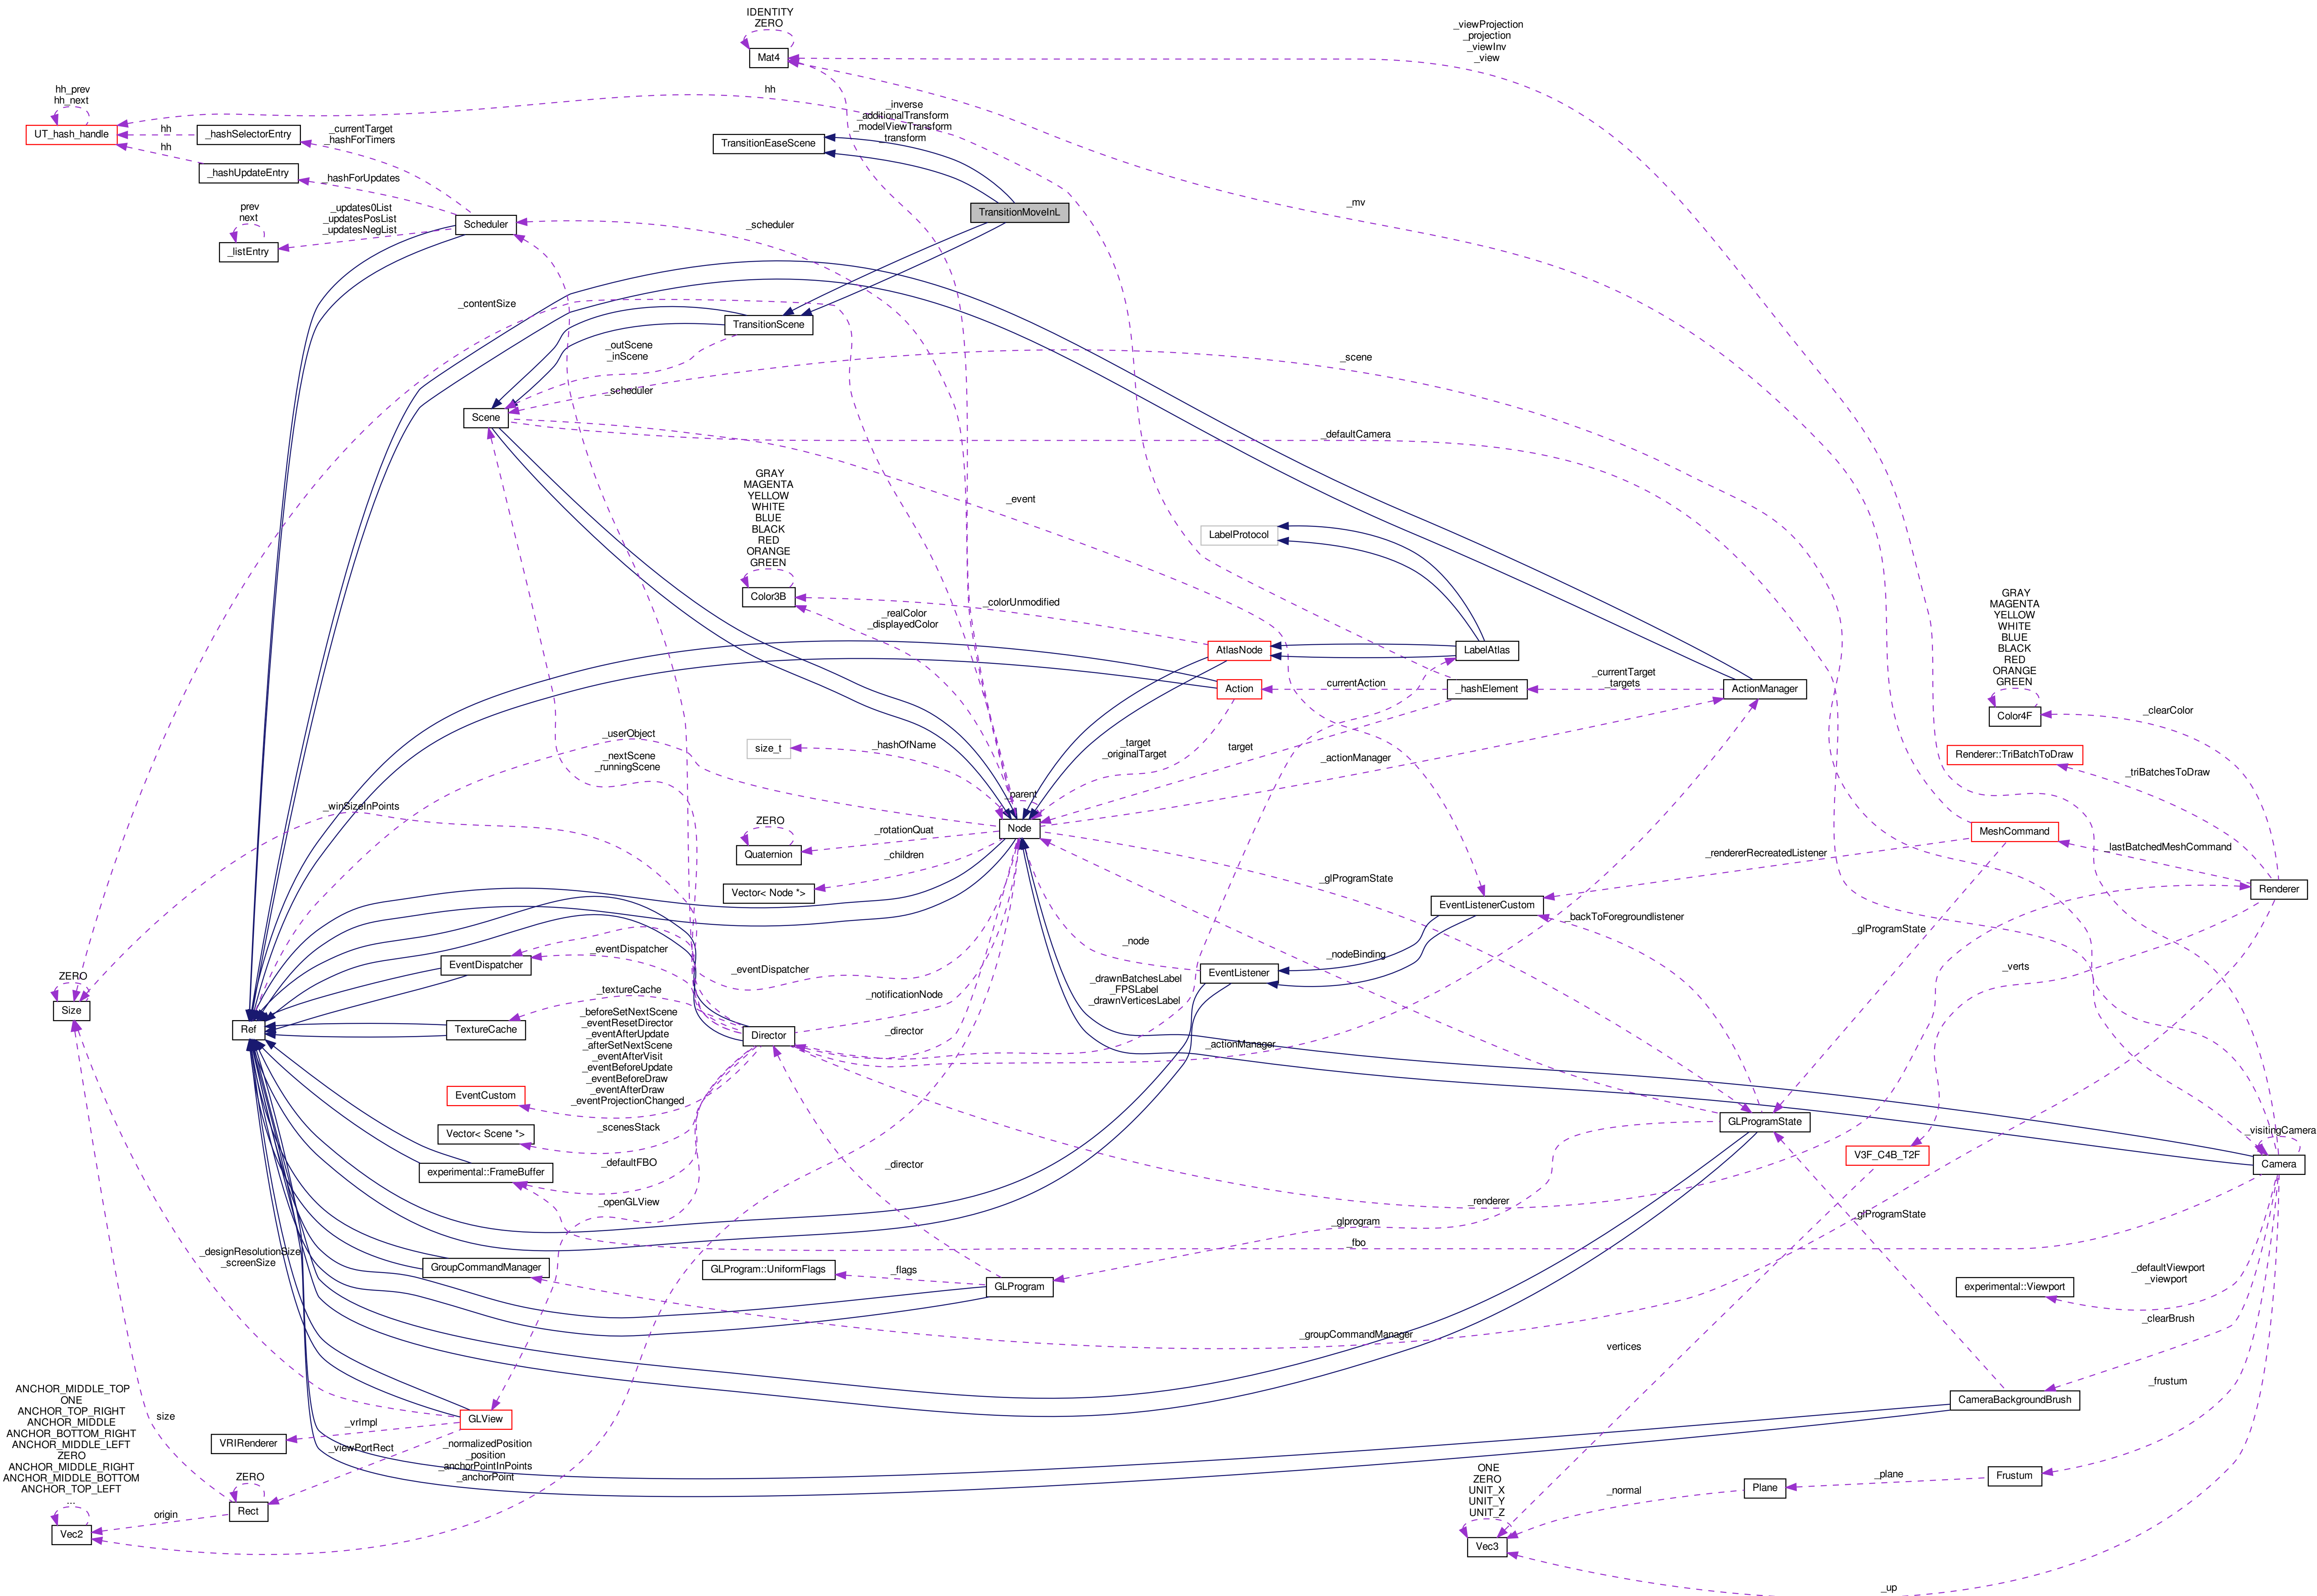 IDENTITY
ZERO
Mat4
_viewProjection
_projection
_viewInv
_view
hh_prev
hh_next
UT_hash_handle
hh
_hashSelectorEntry
_currentTarget
_hashForTimers
hh
_inverse
_additionalTransform
_modelViewTransform
_transform
TransitionEaseScene
hh
_hashUpdateEntry
_hashForUpdates
prev
next
_listEntry
_updates0List
_updatesPosList
_updatesNegList
Scheduler
_scheduler
TransitionMoveInL
_mv
_contentSize
TransitionScene
_outScene
_inScene
_scene
_scheduler
Scene
_defaultCamera
GRAY
MAGENTA
YELLOW
WHITE
BLUE
BLACK
RED
ORANGE
GREEN
Color3B
_event
LabelProtocol
_realColor
_displayedColor
_colorUnmodified
AtlasNode
LabelAtlas
Action
currentAction
_hashElement
_currentTarget
_targets
ActionManager
GRAY
MAGENTA
YELLOW
WHITE
BLUE
BLACK
RED
ORANGE
GREEN
Color4F
_clearColor
_userObject
_nextScene
_runningScene
size_t
_hashOfName
_target
_originalTarget
target
_actionManager
Renderer::TriBatchToDraw
_triBatchesToDraw
_winSizeInPoints
_parent
Node
ZERO
Quaternion
_rotationQuat
_children
Vector< Node *>
_glProgramState
MeshCommand
_rendererRecreatedListener
_lastBatchedMeshCommand
Renderer
EventListenerCustom
_backToForegroundlistener
_glProgramState
_eventDispatcher
EventDispatcher
_eventDispatcher
_node
EventListener
_nodeBinding
_verts
ZERO
Size
Ref
_textureCache
TextureCache
_notificationNode
_drawnBatchesLabel
_FPSLabel
_drawnVerticesLabel
_beforeSetNextScene
_eventResetDirector
_eventAfterUpdate
_afterSetNextScene
_eventAfterVisit
_eventBeforeUpdate
_eventBeforeDraw
_eventAfterDraw
_eventProjectionChanged
Director
_director
_actionManager
EventCustom
Vector< Scene *>
_scenesStack
GLProgramState
V3F_C4B_T2F
_visitingCamera
Camera
experimental::FrameBuffer
_defaultFBO
_director
_openGLView
_renderer
_glprogram
_glProgramState
_fbo
_designResolutionSize
_screenSize
GroupCommandManager
GLProgram::UniformFlags
_flags
GLProgram
experimental::Viewport
_defaultViewport
_viewport
_groupCommandManager
vertices
_clearBrush
ANCHOR_MIDDLE_TOP
ONE
ANCHOR_TOP_RIGHT
ANCHOR_MIDDLE
ANCHOR_BOTTOM_RIGHT
ANCHOR_MIDDLE_LEFT
ZERO
ANCHOR_MIDDLE_RIGHT
ANCHOR_MIDDLE_BOTTOM
ANCHOR_TOP_LEFT
...
Vec2
size
GLView
_vrImpl
VRIRenderer
_viewPortRect
_normalizedPosition
_position
_anchorPointInPoints
_anchorPoint
CameraBackgroundBrush
_frustum
ZERO
Rect
origin
ONE
ZERO
UNIT_X
UNIT_Y
UNIT_Z
Vec3
_normal
Plane
_plane
Frustum
_up